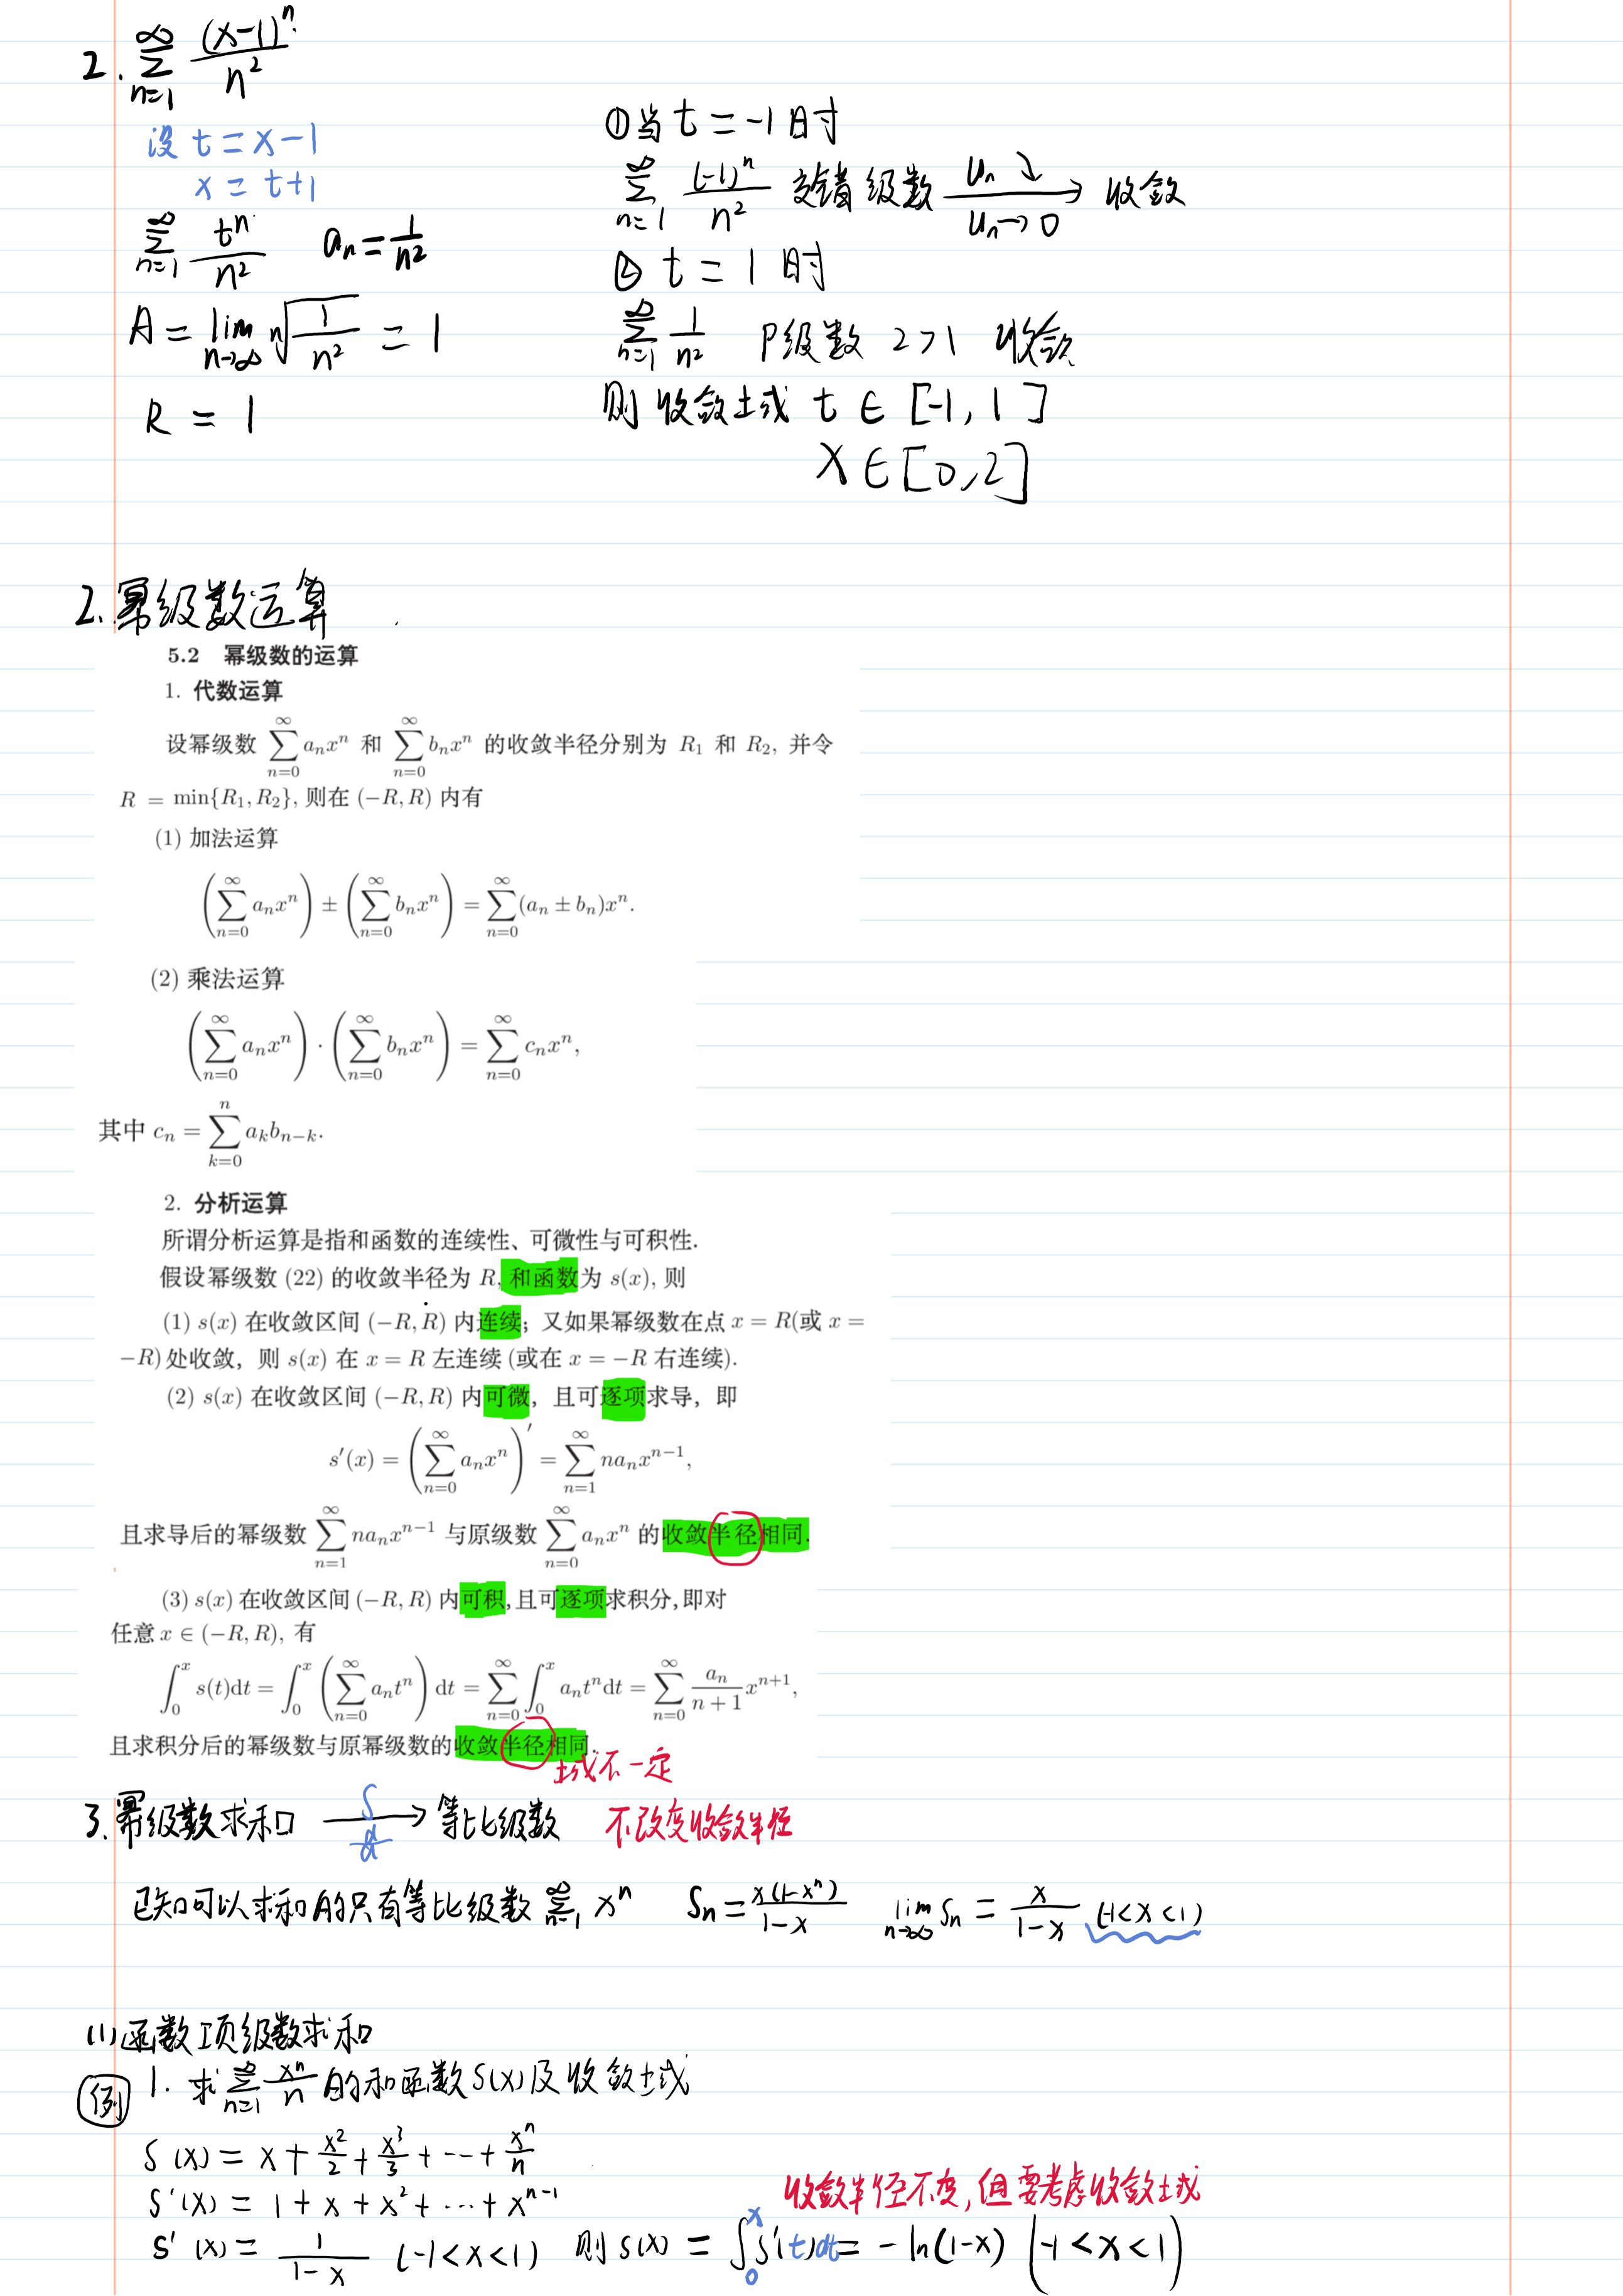 2. $\sum_{n=1}^{\infty} \frac{(x-1)^n}{n^2}$
设 t = x-1
x = t+1
$\sum_{n=1}^{\infty} \frac{t^n}{n^2}$ $a_n = \frac{1}{n^2}$
$A = \lim_{n\to\infty} \sqrt[n]{\frac{1}{n^2}} = 1$
R = 1
①当 t = -1 时
$\sum_{n=1}^{\infty} \frac{(-1)^n}{n^2}$ 交错级数 $\xrightarrow[u_n \to 0]{u_n ↘}$ 收敛
② t = 1 时
$\sum_{n=1}^{\infty} \frac{1}{n^2}$ P级数 2>1 收敛
则 收敛域 t ∈ [-1, 1]
x ∈ [0, 2]
2. 幂级数运算
5.2 幂级数的运算
1. 代数运算
设幂级数 $\sum_{n=0}^{\infty} a_n x^n$ 和 $\sum_{n=0}^{\infty} b_n x^n$ 的收敛半径分别为 $R_1$ 和 $R_2$, 并令
$R = \min\{R_1, R_2\}$, 则在 $(-R, R)$ 内有
(1) 加法运算
$\left(\sum_{n=0}^{\infty} a_n x^n\right) \pm \left(\sum_{n=0}^{\infty} b_n x^n\right) = \sum_{n=0}^{\infty} (a_n \pm b_n) x^n.$
(2) 乘法运算
$\left(\sum_{n=0}^{\infty} a_n x^n\right) \cdot \left(\sum_{n=0}^{\infty} b_n x^n\right) = \sum_{n=0}^{\infty} c_n x^n,$
其中 $c_n = \sum_{k=0}^{n} a_k b_{n-k}.$
2. 分析运算
所谓分析运算是指和函数的连续性、可微性与可积性.
假设幂级数 (22) 的收敛半径为 R, 和函数为 s(x), 则
(1) s(x) 在收敛区间 (−R, R) 内连续; 又如果幂级数在点 x = R(或 x =
−R) 处收敛, 则 s(x) 在 x = R 左连续 (或在 x = −R 右连续).
(2) s(x) 在收敛区间 (−R, R) 内可微, 且可逐项求导, 即
$s'(x) = \left(\sum_{n=0}^{\infty} a_n x^n\right)' = \sum_{n=1}^{\infty} n a_n x^{n-1},$
且求导后的幂级数 $\sum_{n=1}^{\infty} n a_n x^{n-1}$ 与原级数 $\sum_{n=0}^{\infty} a_n x^n$ 的收敛半径相同.
(3) s(x) 在收敛区间 (−R, R) 内可积, 且可逐项求积分, 即对
任意 x ∈ (−R, R), 有
$\int_0^x s(t)\mathrm{d}t = \int_0^x \left(\sum_{n=0}^{\infty} a_n t^n\right) \mathrm{d}t = \sum_{n=0}^{\infty} \int_0^x a_n t^n \mathrm{d}t = \sum_{n=0}^{\infty} \frac{a_n}{n+1} x^{n+1},$
且求积分后的幂级数与原幂级数的收敛半径相同.
域不一定
3. 幂级数求和 $\xrightarrow[d]{\int}$ 等比级数 不改变收敛半径
已知可以求和的只有等比级数 $\sum_{n=1}^{\infty} x^n$ $S_n = \frac{x(1-x^n)}{1-x}$ $\lim_{n\to\infty} S_n = \frac{x}{1-x}$ (-1<x<1)
(1) 函数项级数求和
例 1. 求 $\sum_{n=1}^{\infty} \frac{x^n}{n}$ 的和函数 S(x) 及收敛域
$S(x) = x + \frac{x^2}{2} + \frac{x^3}{3} + \cdots + \frac{x^n}{n}$
$S'(x) = 1 + x + x^2 + \cdots + x^{n-1}$
收敛半径不变, 但要考虑收敛域
$S'(x) = \frac{1}{1-x}$ (-1<x<1) 则 $S(x) = \int_0^x S'(t)dt = -\ln(1-x)$ (-1<x<1)